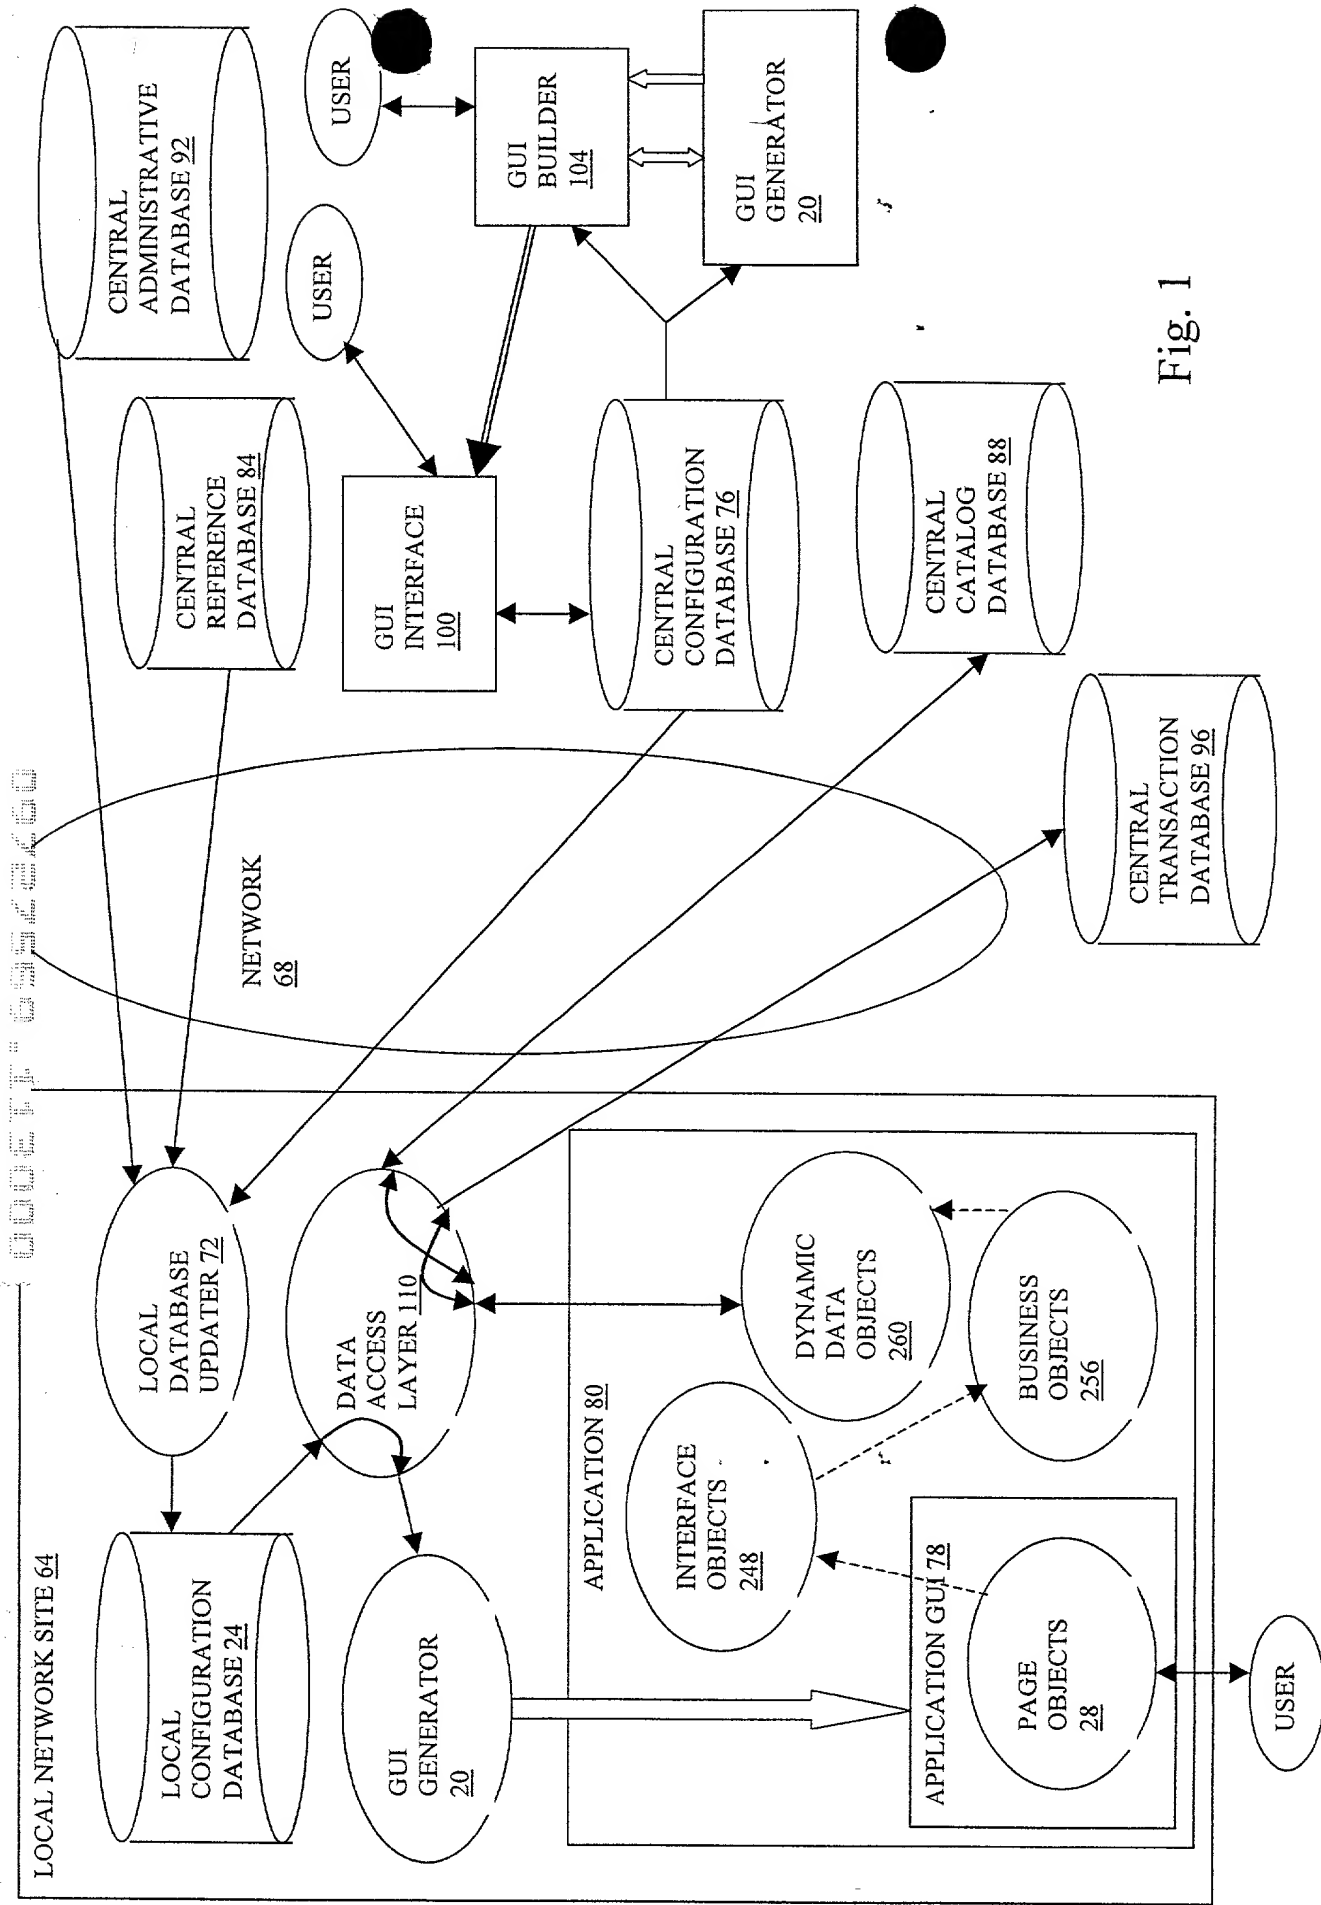 LOCAL NETWORK SITE 64
LOCAL
CONFIGURATION
DATABASE 24
LOCAL
DATABASE
UPDATER 72
GUI
GENERATOR
20
DATA
ACCESS
LAYER 110
APPLICATION 80
INTERFACE
OBJECTS
248
DYNAMIC
DATA
OBJECTS
260
BUSINESS
OBJECTS
256
APPLICATION GUI 78
PAGE
OBJECTS
28
USER
NETWORK
68
CENTRAL
ADMINISTRATIVE
DATABASE 92
CENTRAL
REFERENCE
DATABASE 84
USER
USER
GUI
INTERFACE
100
GUI
BUILDER
104
GUI
GENERATOR
20
CENTRAL
CONFIGURATION
DATABASE 76
CENTRAL
CATALOG
DATABASE 88
CENTRAL
TRANSACTION
DATABASE 96
Fig. 1